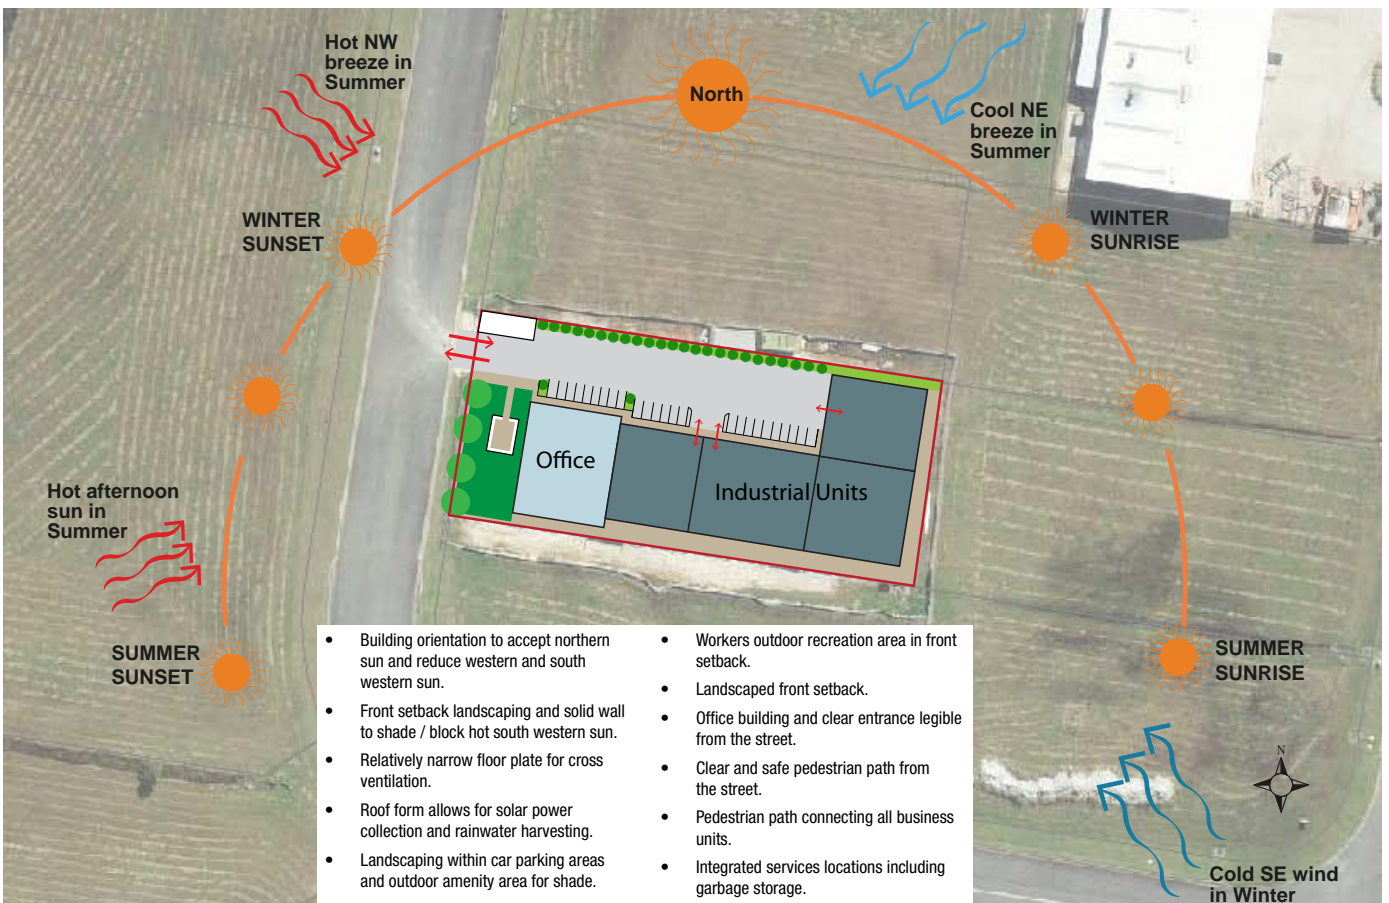 Hot NW
breeze in
Summer
North
Cool NE
breeze in
Summer
WINTER
SUNSET
WINTER
SUNRISE
Office
Industrial Units
Hot afternoon
sun in
Summer
SUMMER
SUNSET
SUMMER
SUNRISE
• Building orientation to accept northern
sun and reduce western and south
western sun.
• Front setback landscaping and solid wall
to shade / block hot south western sun.
• Relatively narrow floor plate for cross
ventilation.
• Roof form allows for solar power
collection and rainwater harvesting.
• Landscaping within car parking areas
and outdoor amenity area for shade.
• Workers outdoor recreation area in front
setback.
• Landscaped front setback.
• Office building and clear entrance legible
from the street.
• Clear and safe pedestrian path from
the street.
• Pedestrian path connecting all business
units.
• Integrated services locations including
garbage storage.
N
Cold SE wind
in Winter